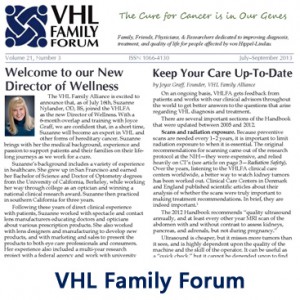 VHL
FAMILY
FORUM
The Cure for Cancer is in Our Genes
Family, Friends, Physicians, & Researchers dedicated to improving diagnosis,
treatment, and quality of life for people affected by von Hippel-Lindau.
Volume 21, Number 3
ISSN: 1066-4130
July–September 2013
Welcome to our New
Director of Wellness
The VHL Family Alliance is excited to
announce that, as of July 16th, Suzanne
Nylander, CO, BS, joined the VHLFA as
the new Director of Wellness. With a
6-month overlap and training with Joyce
Graff, we are confident that, in a short time,
Suzanne will become an expert in VHL and
other forms of hereditary cancer. Suzanne
brings with her the medical background, experience and
passion to support patients and their families on their life
long journeys as we work for a cure.
Suzanne's background includes a variety of experience
in healthcare. She grew up in San Francisco and earned
her Bachelor of Science and Doctor of Optometry degrees
from the University of California, Berkeley, while working
her way through college as an optician and winning a
national clinical research award. Suzanne then practiced
in southern California for three years.
Following those years of direct clinical experience
with patients, Suzanne worked with spectacle and contact
lens manufacturers educating doctors and opticians
about various prescription products. She also worked
with lens designers and manufacturing to develop new
products, and with marketing and sales to present the
products to both eye care professionals and consumers.
Her experience also included a multi-year research
project with a federal agency and work with university
Keep Your Care Up-To-Date
by Joyce Graff, Founder, VHL Family Alliance
On an ongoing basis, VHLFA gets feedback from
patients and works with our clinical advisors throughout
the world to get better answers to the questions that arise
regarding VHL diagnosis and treatment.
There are several important sections of the Handbook
that were updated between 2005 and 2012.
Scans and radiation exposure. Because preventive
scans are needed every 1-2 years, it is important to limit
radiation exposure to when it is essential. The original
recommendations for scanning came out of the research
protocol at the NIH—they were expensive, and relied
heavily on CTs
Over the years, listening to the VHLFA medical care
centers worldwide, a better way to watch kidney tumors
has been worked out. Clinical Care Centers in Denmark
and England published scientific articles about their
analysis of whether the scans were truly important to
making treatment recommendations. In brief, they are
indeed important.
The 2012 Handbook recommends "quality ultrasound
annually, and at least every other year MRI scan of the
abdomen with and without contrast to assess kidneys,
pancreas, and adrenals, but not during pregnancy."
Ultrasound is cheaper, but it misses more tumors than
it sees, and is highly dependent upon the quality of the
machine and the skill of the operator. It can be useful as
a "quick check," but it cannot be depended upon to find
VHL Family Forum